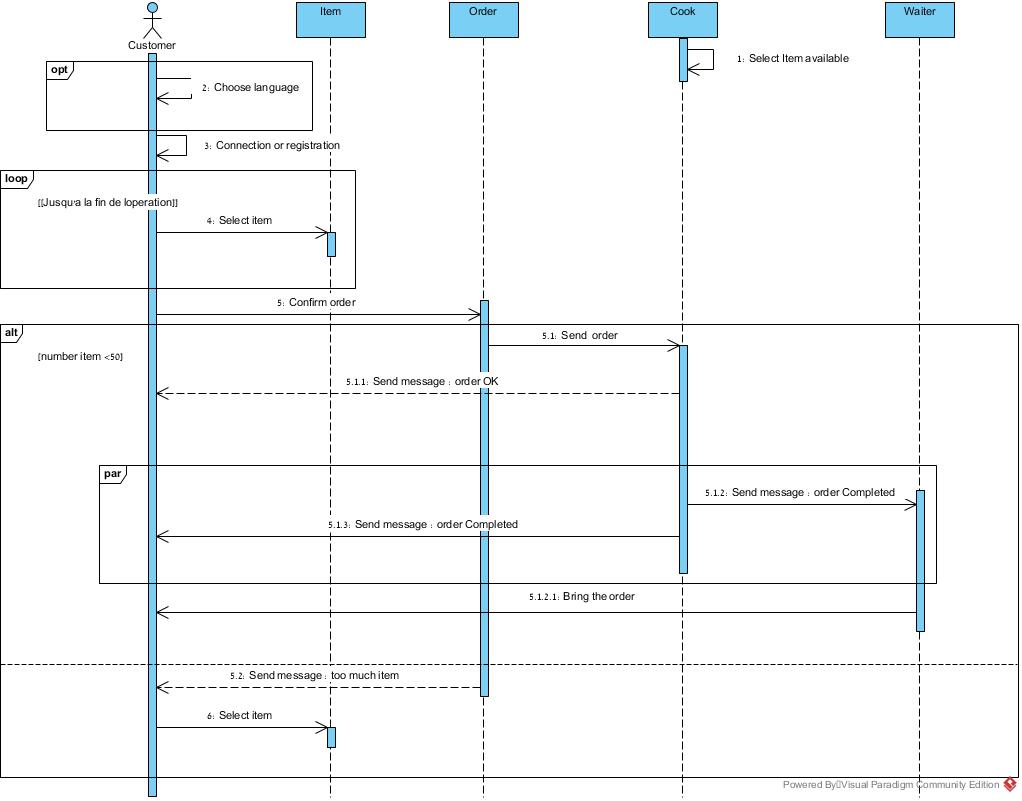 Item
Order
Cook
Waiter
Customer
1: Select Item available
opt
2: Choose language
3: Connection or registration
loop
[[Jusqu'a la fin de loperation]]
4: Select item
5: Confirm order
alt
5.1: Send order
[number item <50]
5.1.1: Send message : order OK
par
5.1.2: Send message : order Completed
5.1.3: Send message : order Completed
5.1.2.1: Bring the order
5.2: Send message : too much item
6: Select item
Powered By Visual Paradigm Community Edition